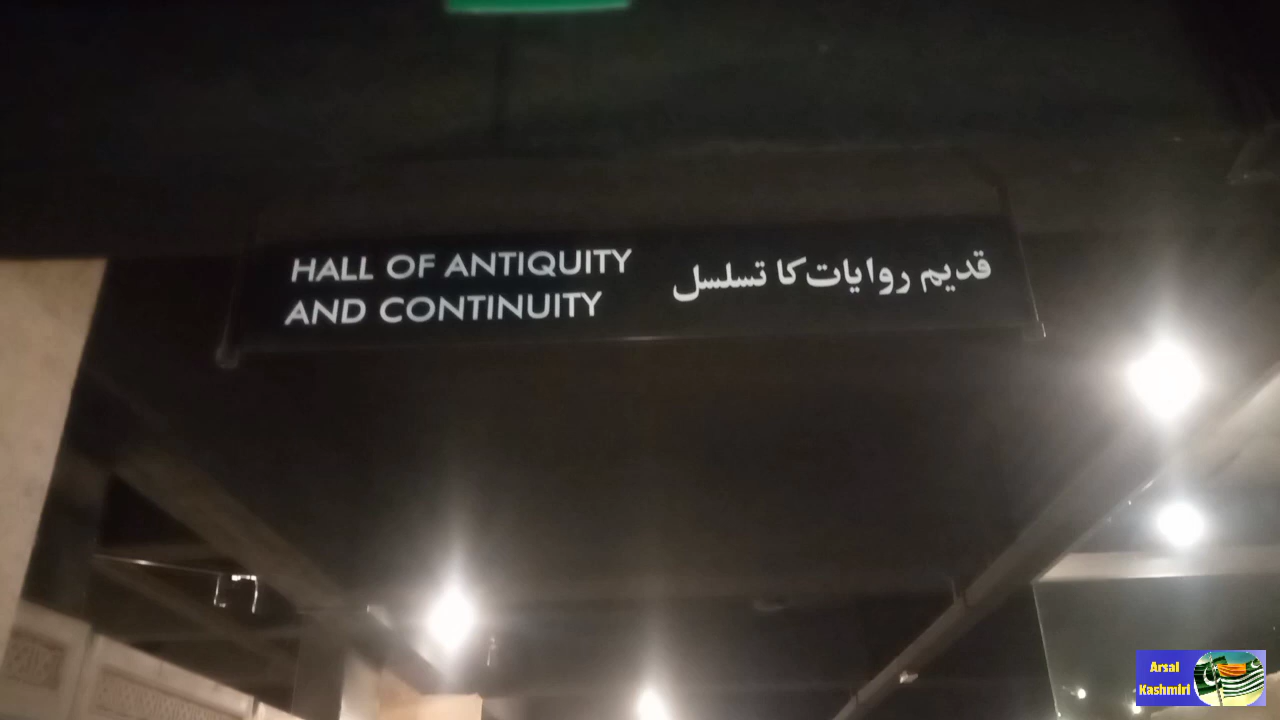 HALL OF ANTIQUITY
AND CONTINUITY
قدیم روایات کا تسلسل
Arsal
Kashmiri